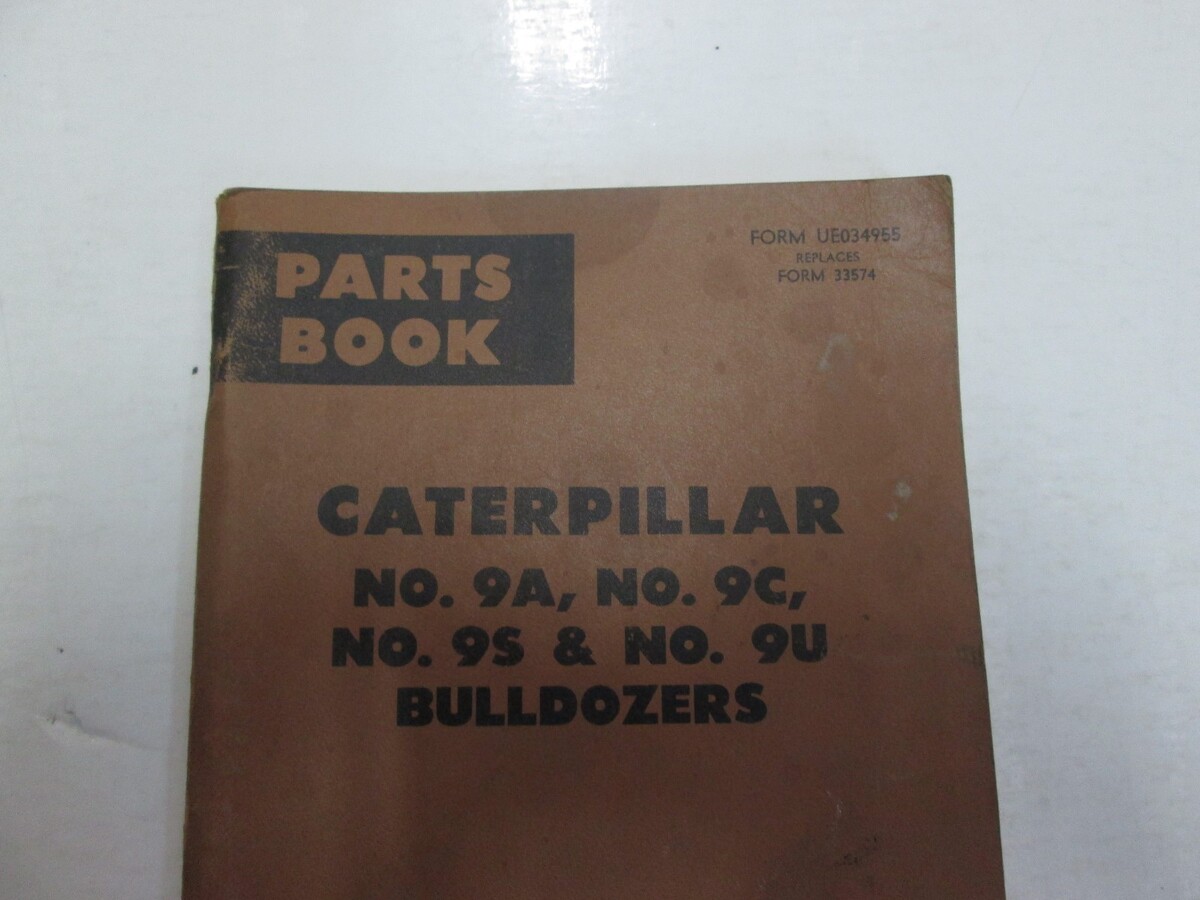 PARTS
BOOK
FORM UE034955
REPLACES
FORM 33574
CATERPILLAR
NO. 9A, NO. 9C,
NO. 9S & NO. 9U
BULLDOZERS